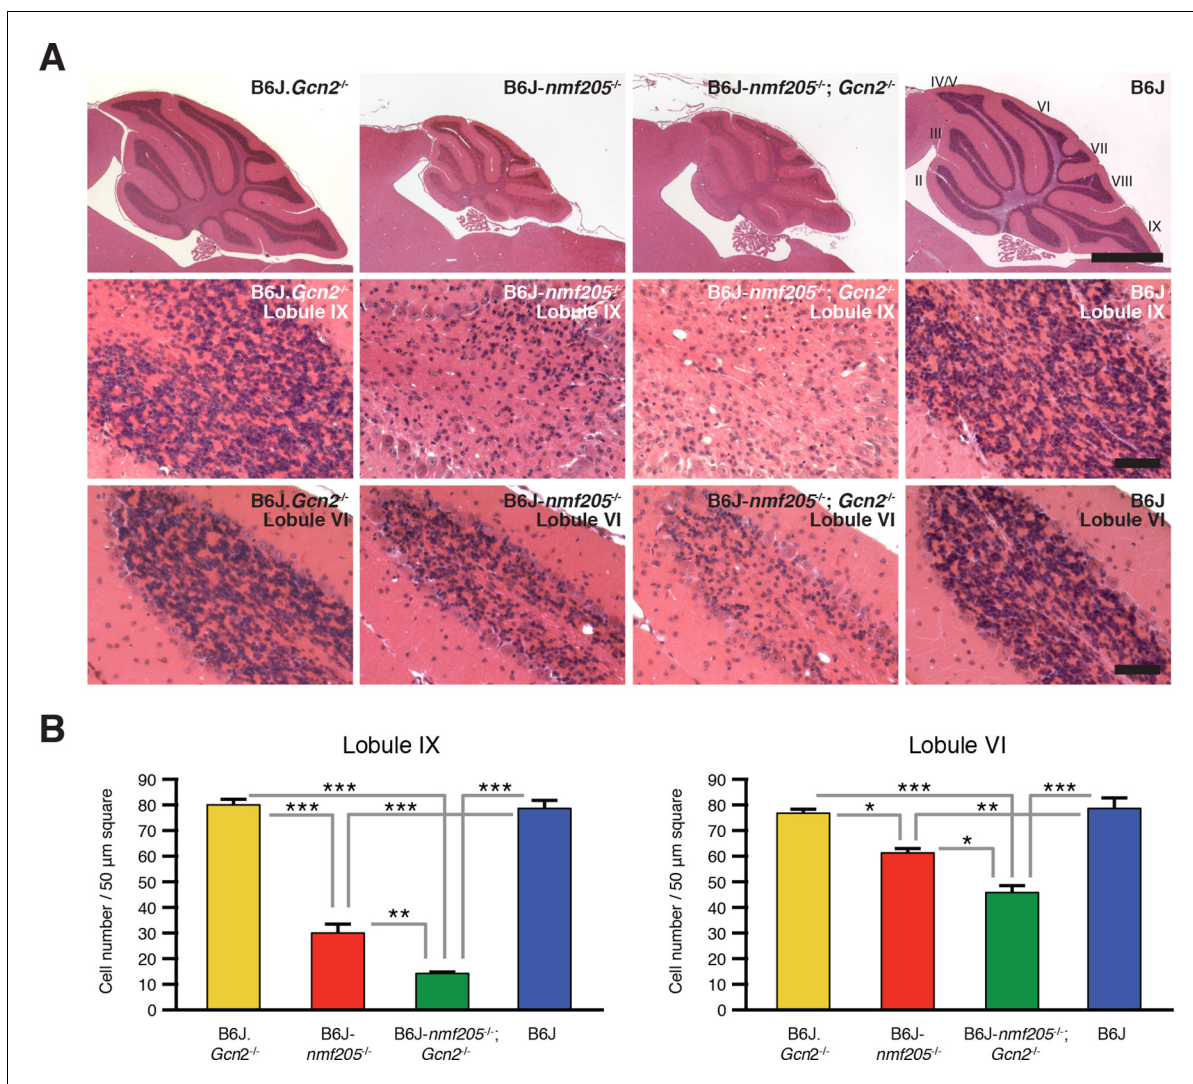 A
B6J.Gcn2-/-
B6J-nmf205-/-
B6J-nmf205-/-; Gcn2-/-
B6J
IV/V
VI
III
VII
II
VIII
IX
B6J.Gcn2-/-
Lobule IX
B6J-nmf205-/-
Lobule IX
B6J-nmf205-/-; Gcn2-/-
Lobule IX
B6J
Lobule IX
B6J.Gcn2-/-
Lobule VI
B6J-nmf205-/-
Lobule VI
B6J-nmf205-/-; Gcn2-/-
Lobule VI
B6J
Lobule VI
B
Lobule IX
Cell number / 50 µm square
90
80
70
60
50
40
30
20
10
0
***
***
***
***
**
B6J.
Gcn2-/-
B6J-
nmf205-/-
B6J-nmf205-/-;
Gcn2-/-
B6J
Lobule VI
Cell number / 50 µm square
90
80
70
60
50
40
30
20
10
0
***
***
*
**
*
B6J.
Gcn2-/-
B6J-
nmf205-/-
B6J-nmf205-/-;
Gcn2-/-
B6J